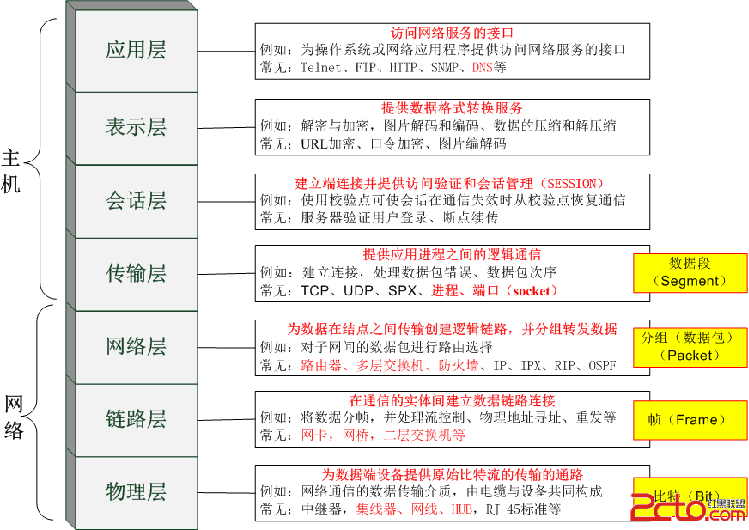 应用层
访问网络服务的接口
例如：为操作系统或网络应用程序提供访问网络服务的接口
常无：Telnet、FTP、HTTP、SNMP、DNS等
表示层
提供数据格式转换服务
例如：解密与加密，图片解码和编码、数据的压缩和解压缩
常无：URL加密、口令加密、图片编解码
主机
会话层
建立端连接并提供访问验证和会话管理（SESSION）
例如：使用校验点可使会话在通信失效时从校验点恢复通信
常无：服务器验证用户登录、断点续传
传输层
提供应用进程之间的逻辑通信
例如：建立连接，处理数据包错误、数据包次序
常无：TCP、UDP、SPX、进程、端口（socket）
数据段
（Segment）
网络层
为数据在结点之间传输创建逻辑链路，并分组转发数据
例如：对子网间的数据包进行路由选择
常无：路由器、多层交换机、防火墙、IP、IPX、RIP、OSPF
分组（数据包）
（Packet）
网络
链路层
在通信的实体间建立数据链路连接
例如：将数据分帧，并处理流控制、物理地址寻址、重发等
常无：网卡，网桥，二层交换机等
帧（Frame）
物理层
为数据端设备提供原始比特流的传输的通路
例如：网络通信的数据传输介质，由电缆与设备共同构成
常无：中继器，集线器、网线、HUB，RJ-45标准等
比特（Bit）
红黑联盟
2cto.com